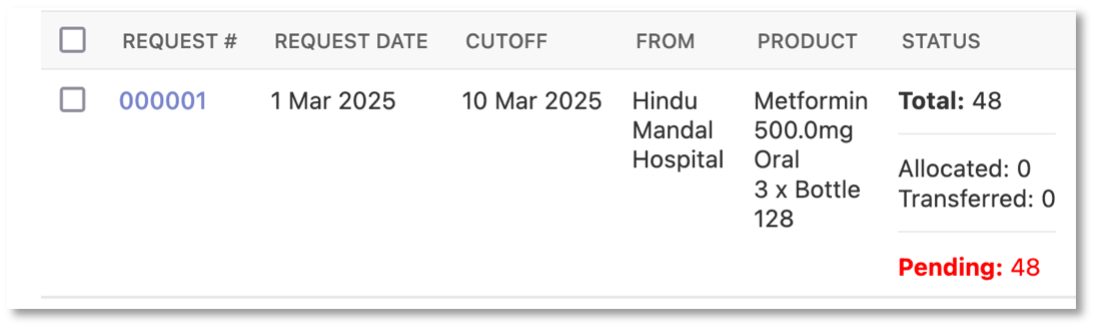 REQUEST # REQUEST DATE CUTOFF FROM PRODUCT STATUS
000001 1 Mar 2025 10 Mar 2025 Hindu Metformin Total: 48
Mandal 500.0mg
Hospital Oral Allocated: 0
3 x Bottle Transferred: 0
128
Pending: 48